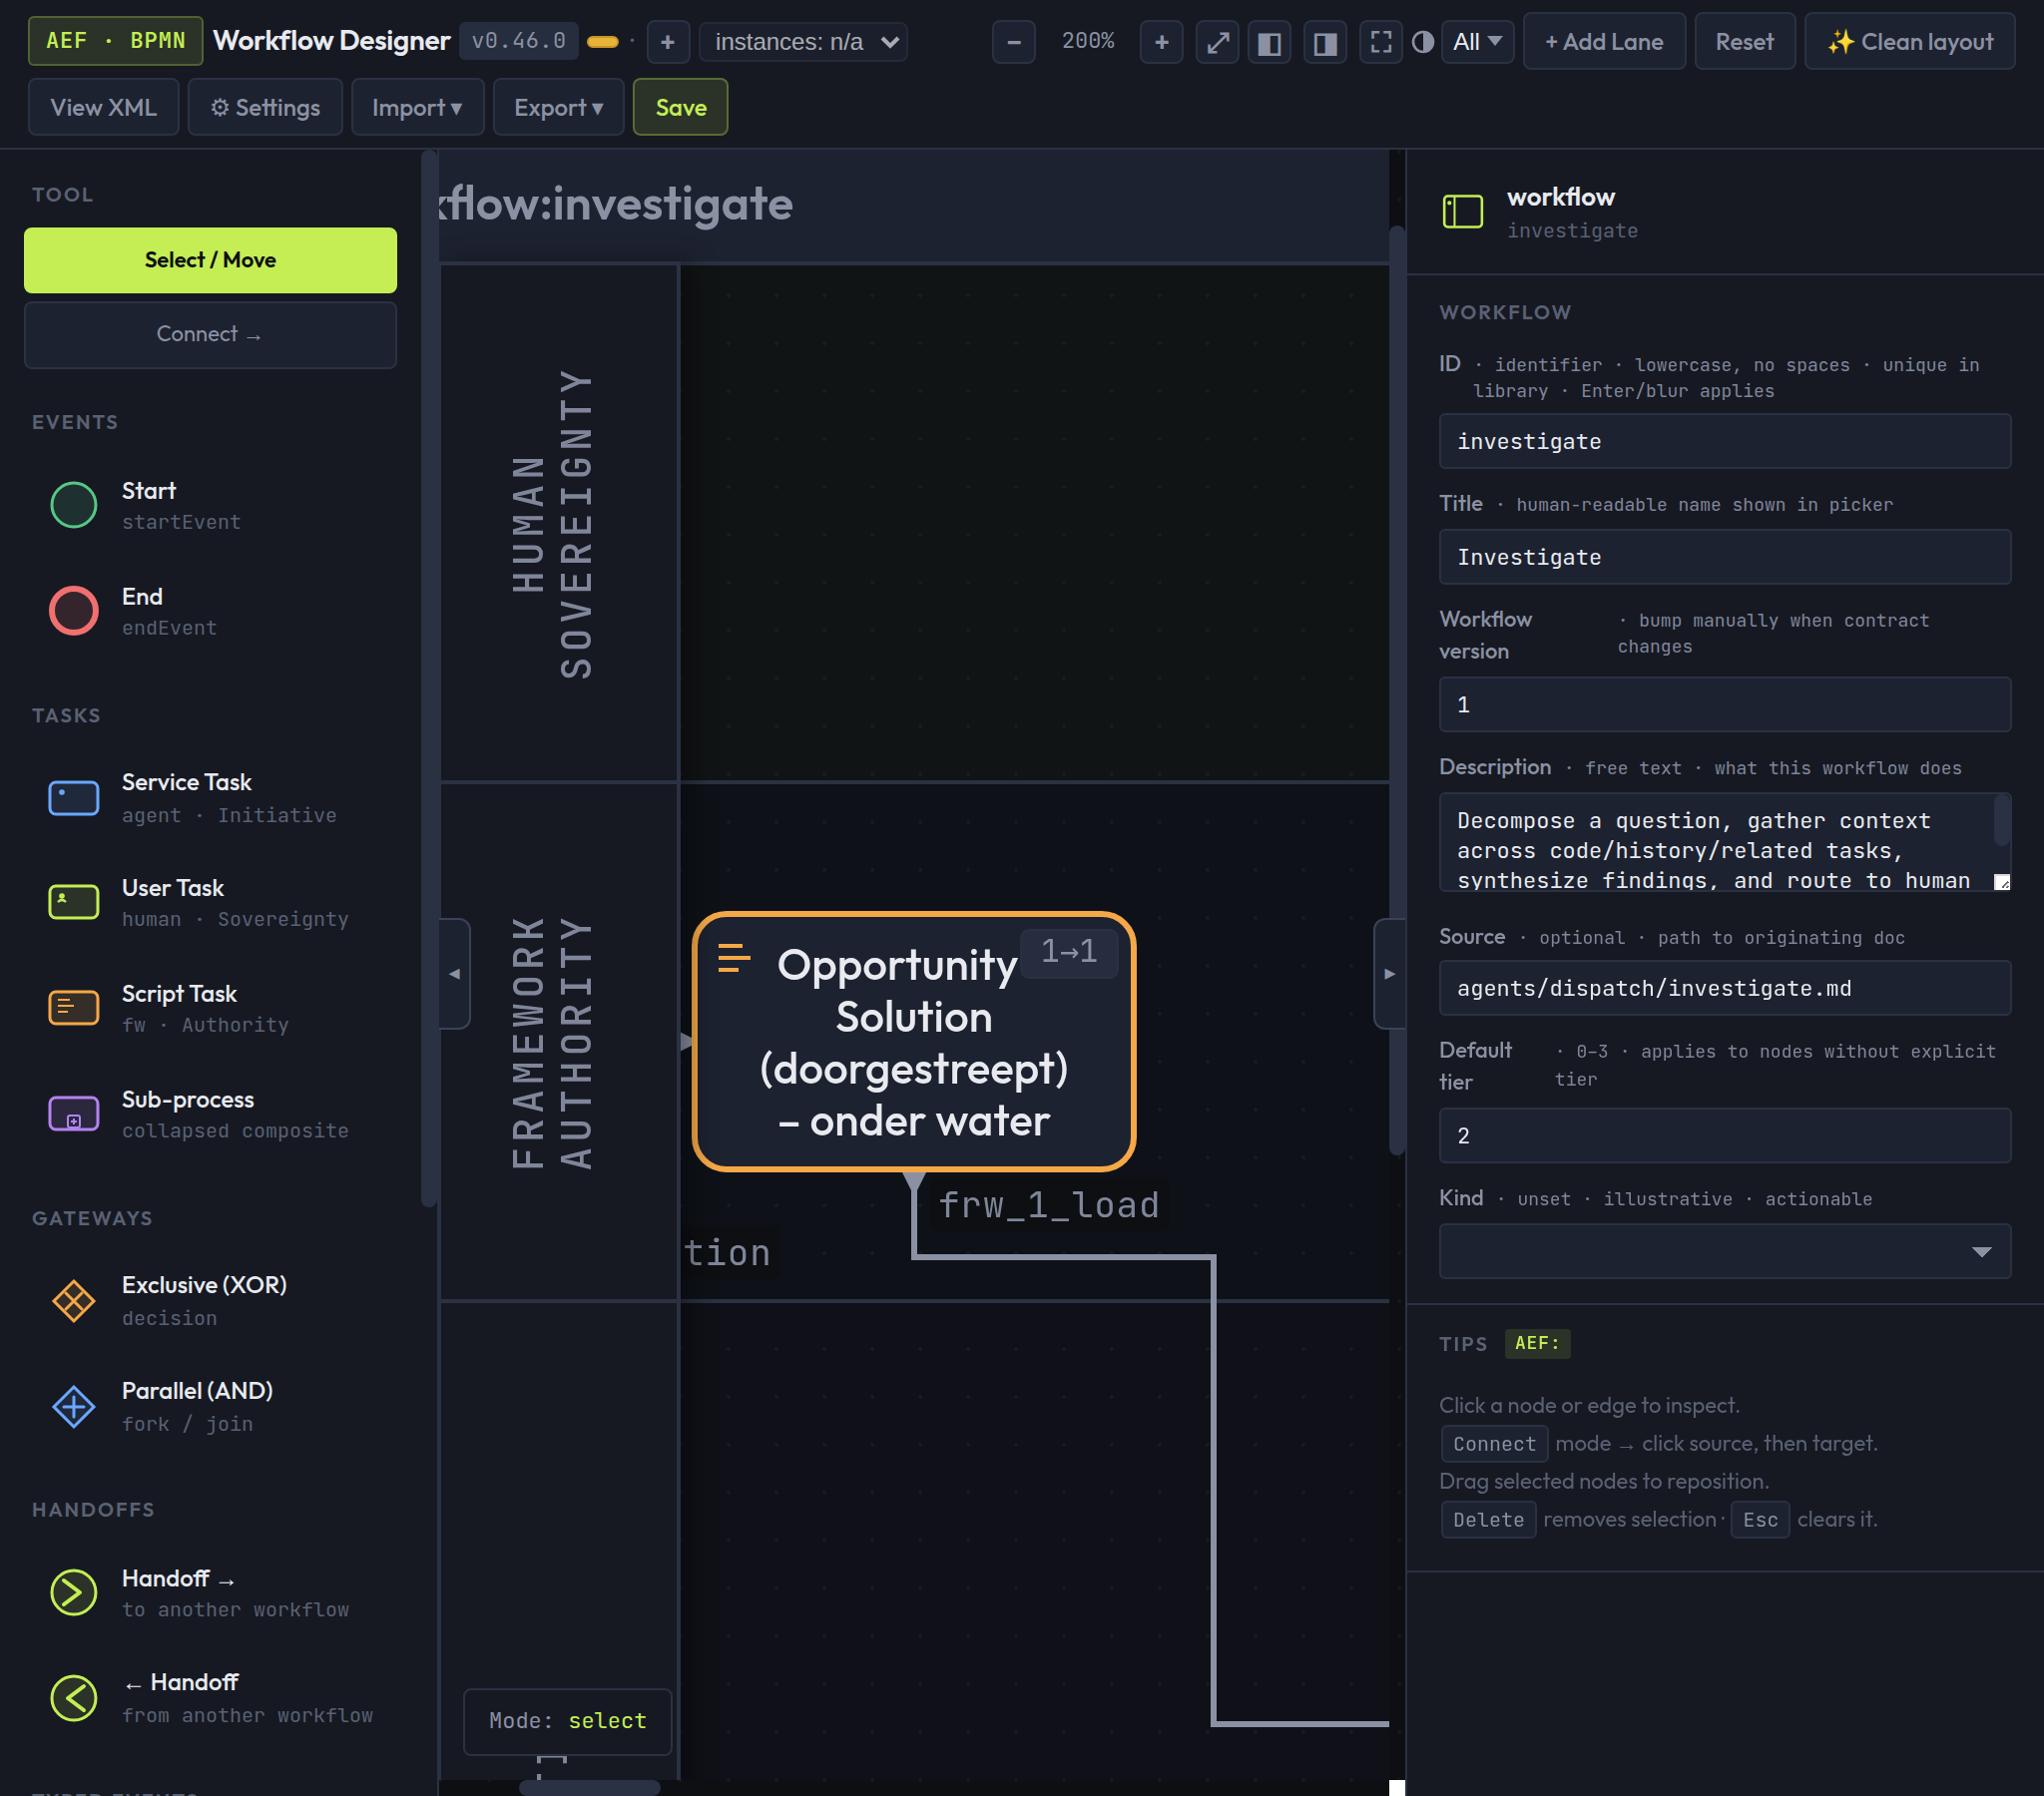 AEF · BPMN Workflow Designer v0.46.0 · + instances: n/a − 200% + All + Add Lane Reset ✨ Clean layout
View XML ⚙ Settings Import ▾ Export ▾ Save
TOOL
Select / Move
Connect →
EVENTS
Start
startEvent
End
endEvent
TASKS
Service Task
agent · Initiative
User Task
human · Sovereignty
Script Task
fw · Authority
Sub-process
collapsed composite
GATEWAYS
Exclusive (XOR)
decision
Parallel (AND)
fork / join
HANDOFFS
Handoff →
to another workflow
← Handoff
from another workflow
kflow:investigate
HUMAN
SOVEREIGNTY
FRAMEWORK
AUTHORITY
1→1
Opportunity
Solution
(doorgestreept)
– onder water
frw_1_load
tion
Mode: select
workflow
investigate
WORKFLOW
ID · identifier · lowercase, no spaces · unique in
library · Enter/blur applies
investigate
Title · human-readable name shown in picker
Investigate
Workflow version · bump manually when contract changes
1
Description · free text · what this workflow does
Decompose a question, gather context
across code/history/related tasks,
synthesize findings, and route to human
Source · optional · path to originating doc
agents/dispatch/investigate.md
Default tier · 0–3 · applies to nodes without explicit tier
2
Kind · unset · illustrative · actionable
TIPS AEF:
Click a node or edge to inspect.
Connect mode → click source, then target.
Drag selected nodes to reposition.
Delete removes selection · Esc clears it.